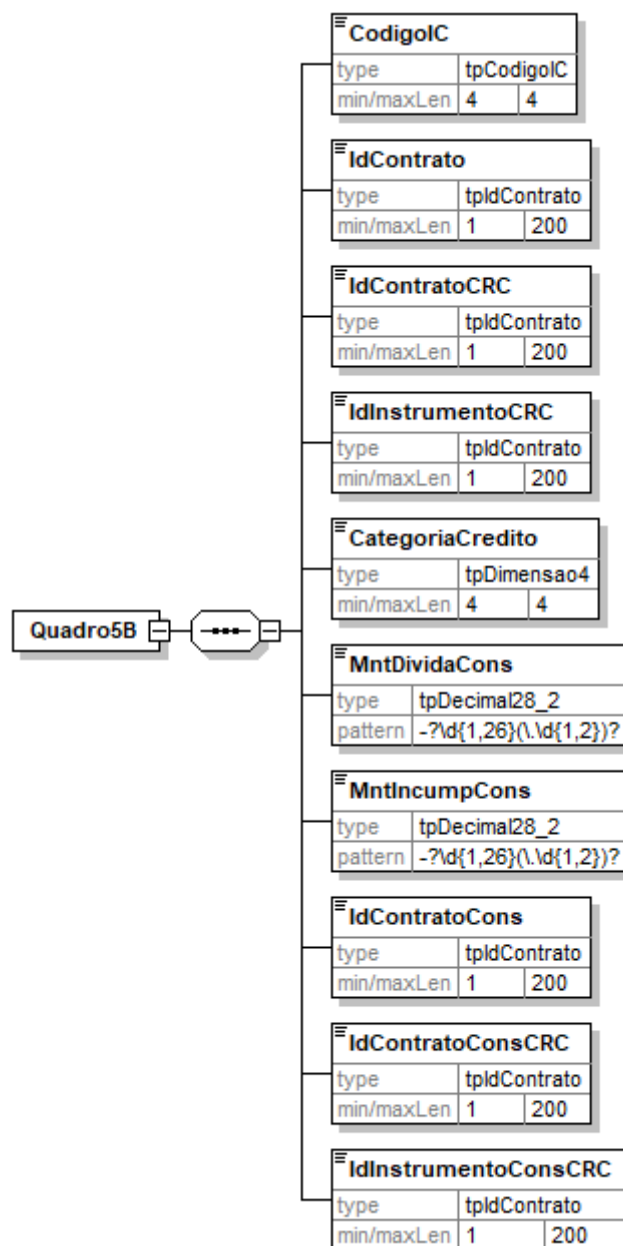 CodigoIC
type tpCodigoIC
min/maxLen 4 4
IdContrato
type tpIdContrato
min/maxLen 1 200
IdContratoCRC
type tpIdContrato
min/maxLen 1 200
IdInstrumentoCRC
type tpIdContrato
min/maxLen 1 200
CategoriaCredito
type tpDimensao4
min/maxLen 4 4
Quadro5B
MntDividaCons
type tpDecimal28_2
pattern -?\d{1,26}(\.\d{1,2})?
MntIncumpCons
type tpDecimal28_2
pattern -?\d{1,26}(\.\d{1,2})?
IdContratoCons
type tpIdContrato
min/maxLen 1 200
IdContratoConsCRC
type tpIdContrato
min/maxLen 1 200
IdInstrumentoConsCRC
type tpIdContrato
min/maxLen 1 200